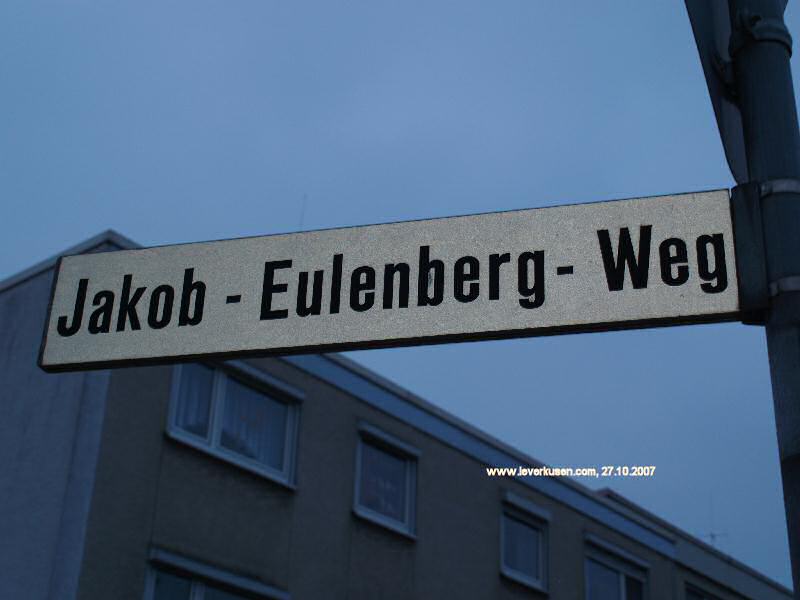 Jakob - Eulenberg - Weg
www.leverkusen.com, 27.10.2007